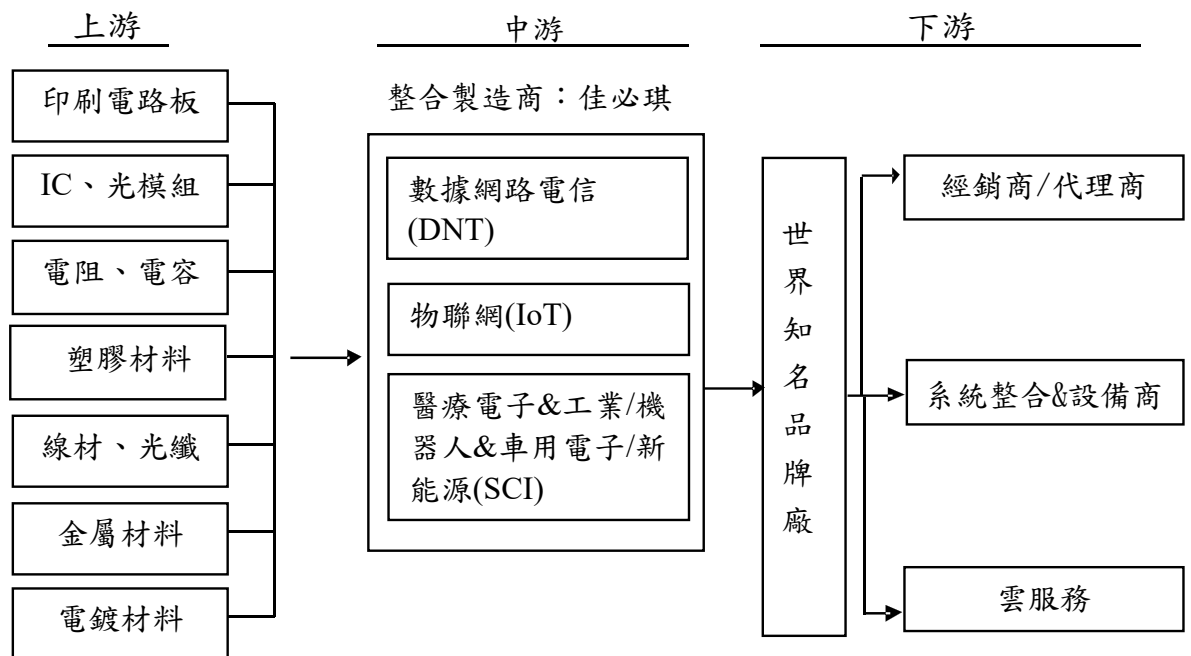 上游
中游
下游
印刷電路板
IC、光模組
電阻、電容
塑膠材料
線材、光纖
金屬材料
電鍍材料
整合製造商：佳必琪
數據網路電信
(DNT)
物聯網(IoT)
醫療電子&工業/機
器人&車用電子/新
能源(SCI)
世
界
知
名
品
牌
廠
經銷商/代理商
系統整合&設備商
雲服務